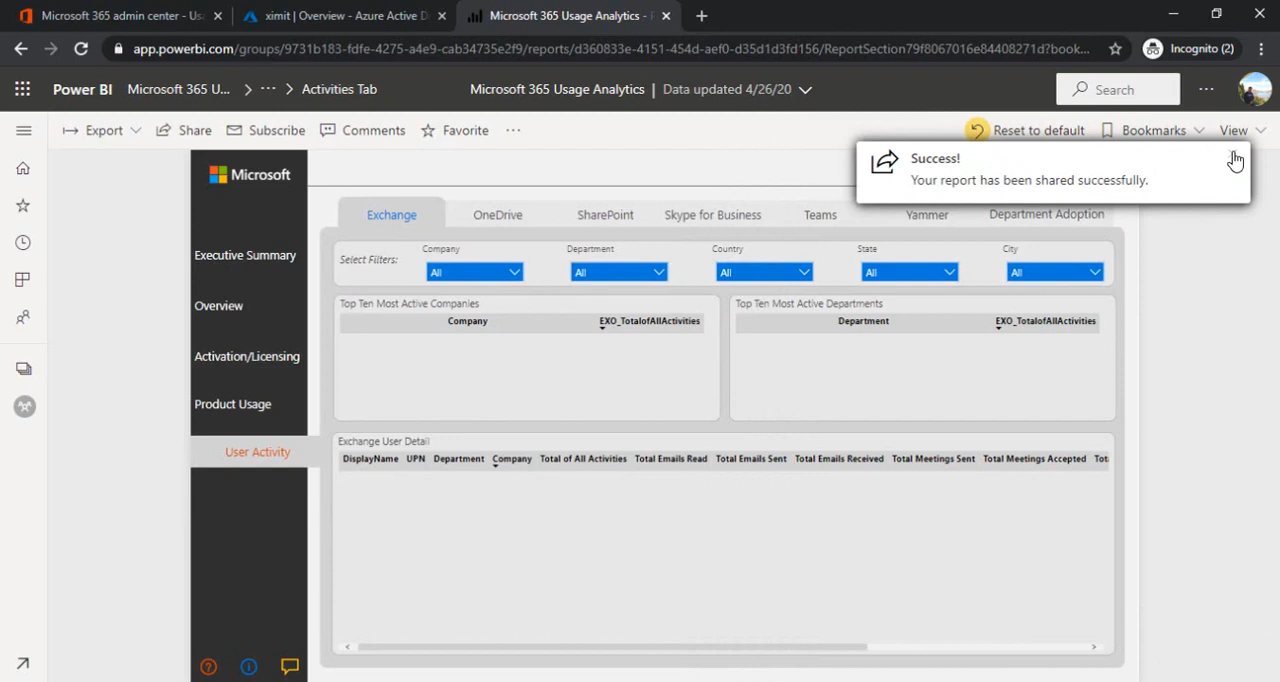 Microsoft 365 admin center - Usa
ximit | Overview - Azure Active D
Microsoft 365 Usage Analytics -
app.powerbi.com/groups/9731b183-fdfe-4275-a4e9-cab34735e2f9/reports/d360833e-4151-454d-aef0-d35d1d3fd156/ReportSection79f8067016e84408271d?book...
Incognito (2)
Power BI
Microsoft 365 U...
Activities Tab
Microsoft 365 Usage Analytics | Data updated 4/26/20
Search
Export
Share
Subscribe
Comments
Favorite
Reset to default
Bookmarks
View
Success!
Your report has been shared successfully.
Microsoft
Executive Summary
Overview
Activation/Licensing
Product Usage
User Activity
Exchange
OneDrive
SharePoint
Skype for Business
Teams
Yammer
Department Adoption
Select Filters:
Company
All
Department
All
Country
All
State
All
City
All
Top Ten Most Active Companies
Company
EXO_TotalofAllActivities
Top Ten Most Active Departments
Department
EXO_TotalofAllActivities
Exchange User Detail
DisplayName UPN Department Company Total of All Activities Total Emails Read Total Emails Sent Total Emails Received Total Meetings Sent Total Meetings Accepted Tot